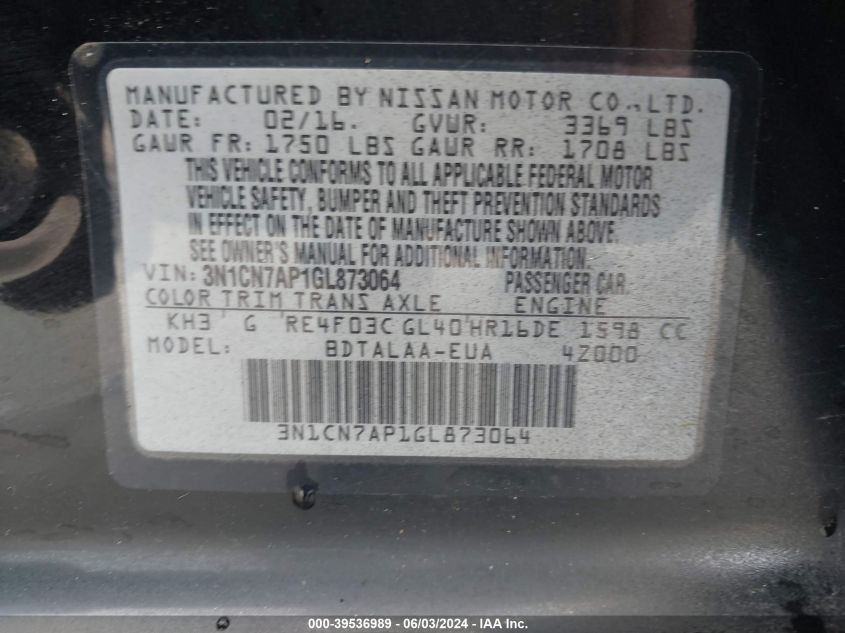 MANUFACTURED BY NISSAN MOTOR CO., LTD.
DATE: 02/16. GVWR: 3369 LBS
GAWR FR: 1750 LBS GAWR RR: 1708 LBS
THIS VEHICLE CONFORMS TO ALL APPLICABLE FEDERAL MOTOR
VEHICLE SAFETY, BUMPER AND THEFT PREVENTION STANDARDS
IN EFFECT ON THE DATE OF MANUFACTURE SHOWN ABOVE.
SEE OWNER'S MANUAL FOR ADDITIONAL INFORMATION.
VIN: 3N1CN7AP1GL873064 PASSENGER CAR
COLOR TRIM TRANS AXLE ENGINE
KH3 G RE4F03C GL40 HR16DE 1598 CC
MODEL: BDTALAA-EUA 4Z000
3N1CN7AP1GL873064
000-39536989 - 06/03/2024 - IAA Inc.